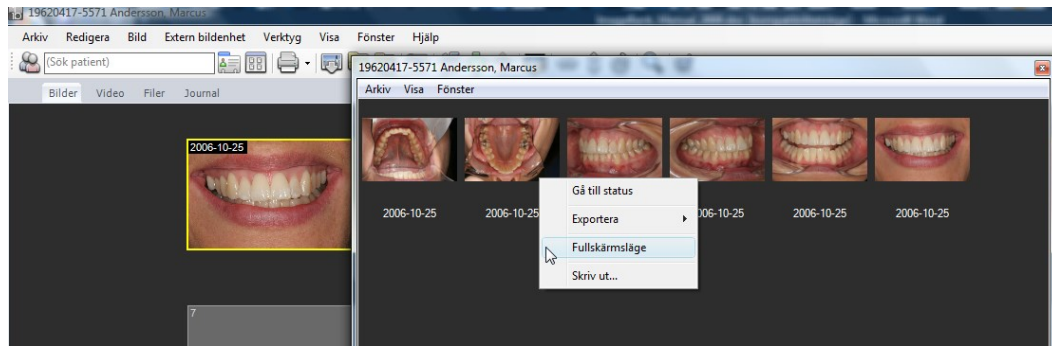 19620417-5571 Andersson, Marcus
Arkiv Redigera Bild Extern bildenhet Verktyg Visa Fönster Hjälp
(Sök patient)
Bilder Video Filer Journal
2006-10-25
7
19620417-5571 Andersson, Marcus
Arkiv Visa Fönster
2006-10-25 2006-10-25 006-10-25 2006-10-25 2006-10-25
Gå till status
Exportera
Fullskärmsläge
Skriv ut...